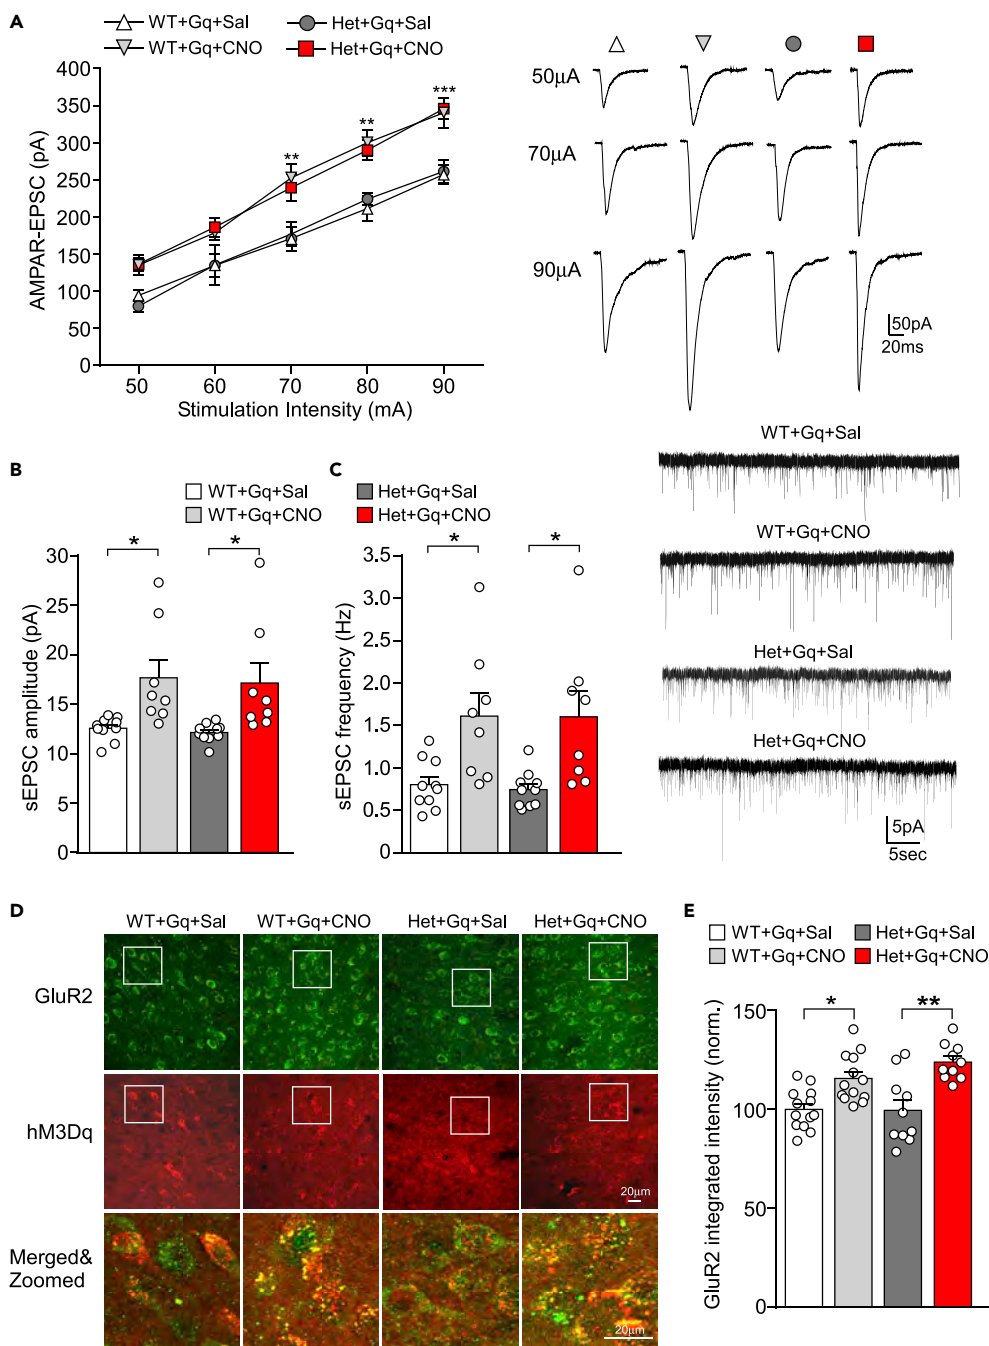 A
WT+Gq+Sal
Het+Gq+Sal
WT+Gq+CNO
Het+Gq+CNO
AMPAR-EPSC (pA)
400
350
300
250
200
150
100
50
0
**
**
***
50
60
70
80
90
Stimulation Intensity (mA)
50µA
70µA
90µA
50pA
20ms
B
WT+Gq+Sal
WT+Gq+CNO
sEPSC amplitude (pA)
30
25
20
15
10
5
0
*
*
C
Het+Gq+Sal
Het+Gq+CNO
sEPSC frequency (Hz)
3.5
3.0
2.5
2.0
1.5
1.0
0.5
0
*
*
WT+Gq+Sal
WT+Gq+CNO
Het+Gq+Sal
Het+Gq+CNO
5pA
5sec
D
WT+Gq+Sal
WT+Gq+CNO
Het+Gq+Sal
Het+Gq+CNO
GluR2
hM3Dq
20µm
Merged&
Zoomed
20µm
E
WT+Gq+Sal
Het+Gq+Sal
WT+Gq+CNO
Het+Gq+CNO
GluR2 integrated intensity (norm.)
150
100
50
0
*
**